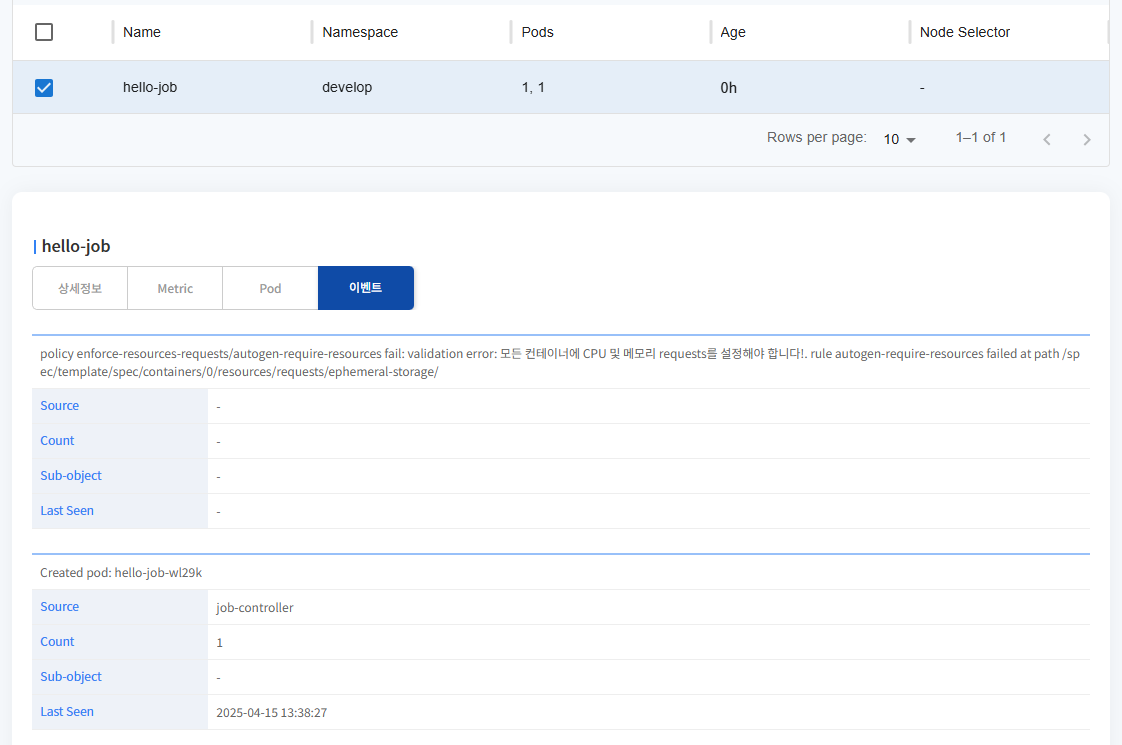 Name Namespace Pods Age Node Selector
hello-job develop 1, 1 0h -
Rows per page: 10 1–1 of 1
hello-job
상세정보 Metric Pod 이벤트
policy enforce-resources-requests/autogen-require-resources fail: validation error: 모든 컨테이너에 CPU 및 메모리 requests를 설정해야 합니다!. rule autogen-require-resources failed at path /sp
ec/template/spec/containers/0/resources/requests/ephemeral-storage/
Source -
Count -
Sub-object -
Last Seen -
Created pod: hello-job-wl29k
Source job-controller
Count 1
Sub-object -
Last Seen 2025-04-15 13:38:27